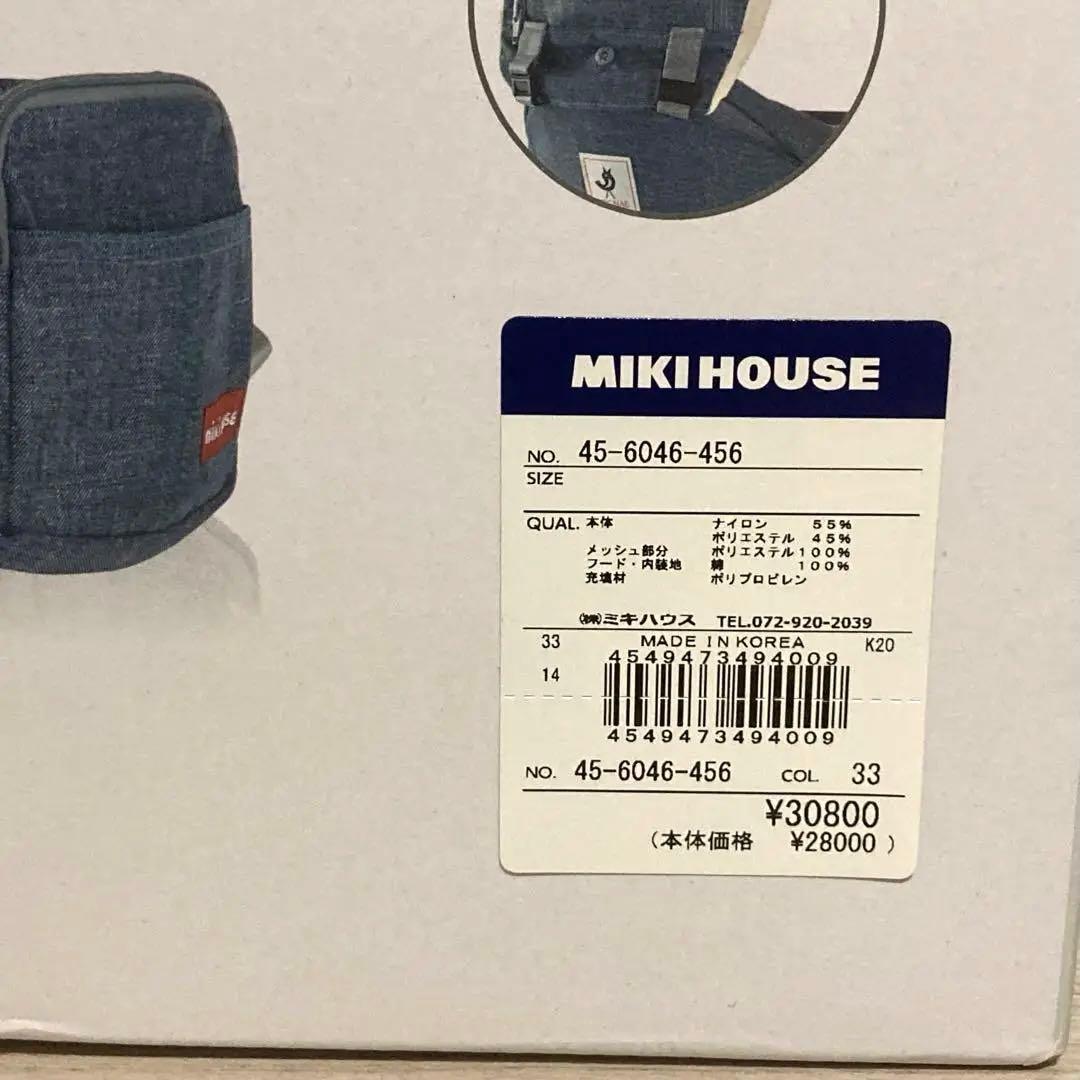 MIKI HOUSE
NO. 45-6046-456
SIZE
QUAL. 本体 ナイロン 55%
ポリエステル 45%
メッシュ部分 ポリエステル100%
フード・内装地 綿 100%
充填材 ポリプロピレン
㈱ミキハウス TEL.072-920-2039
33 MADE IN KOREA K20
4549473494009
14
4549473494009
NO. 45-6046-456 COL. 33
¥30800
(本体価格 ¥28000 )